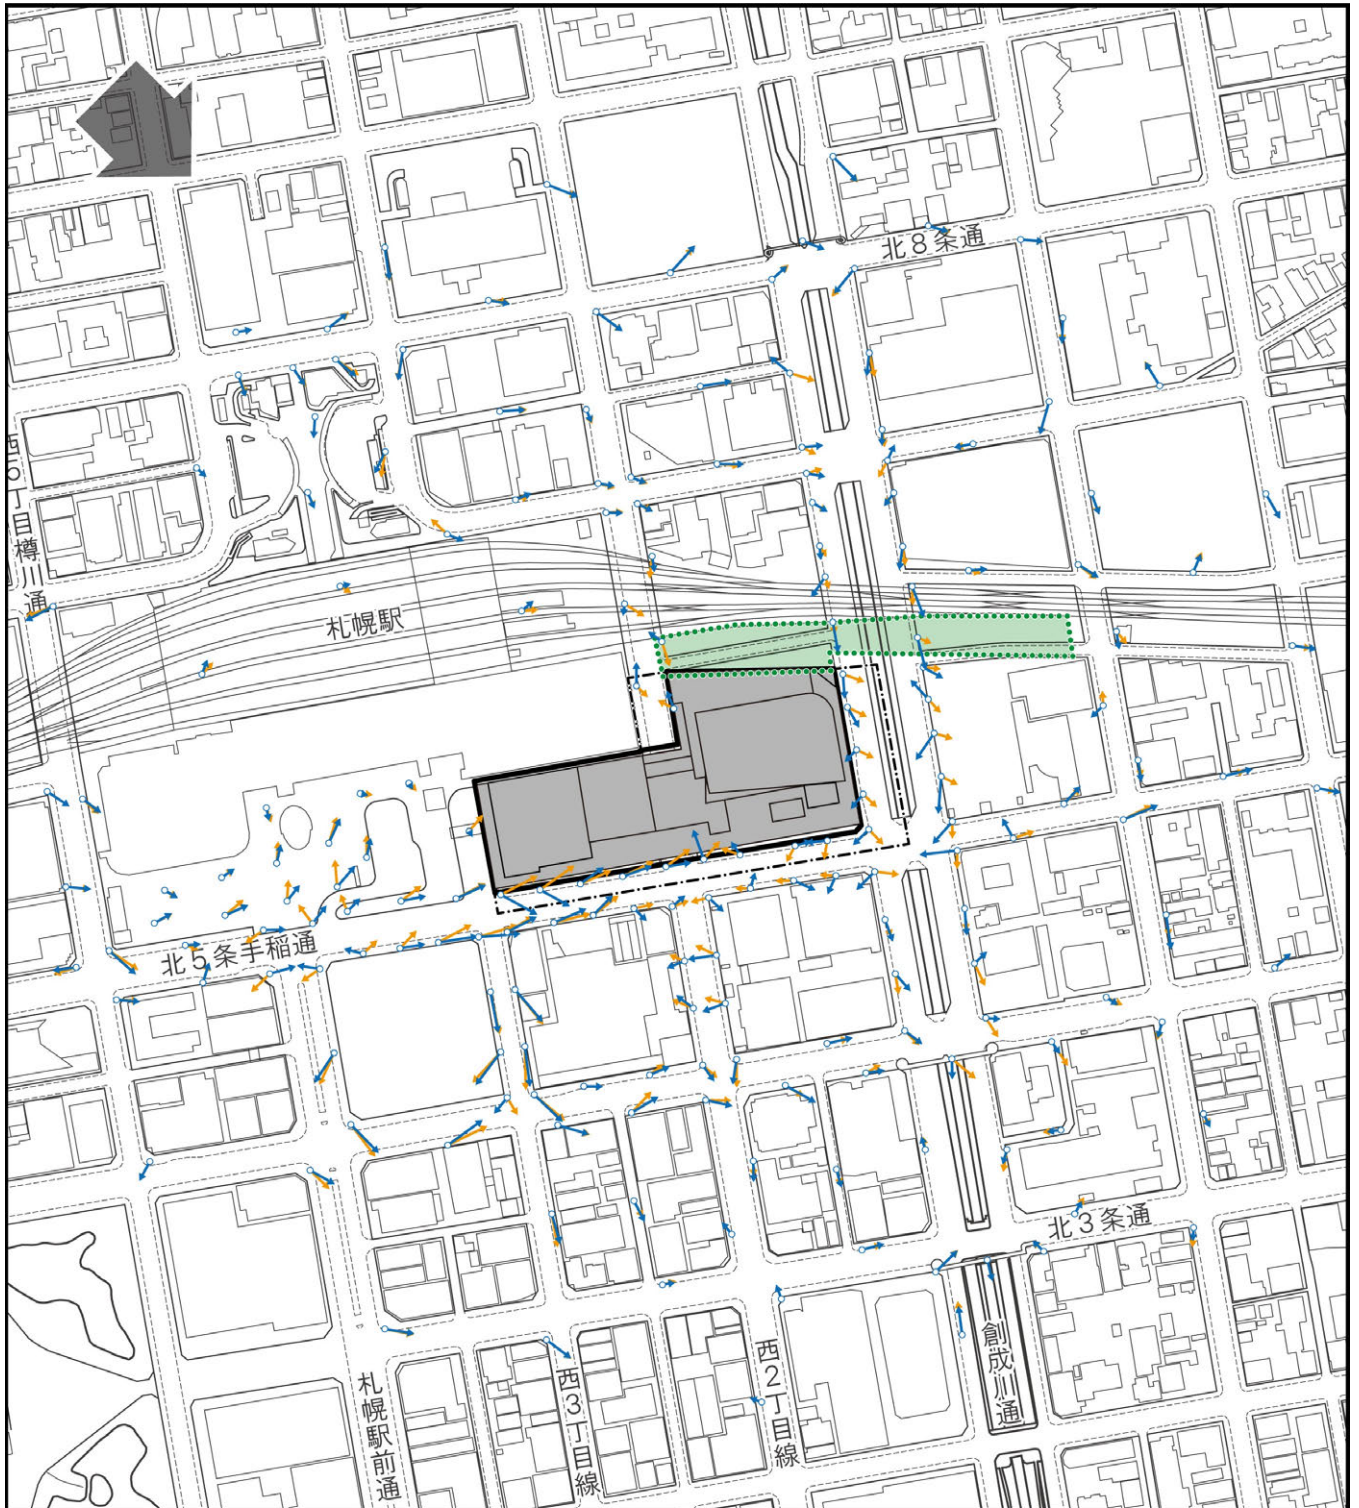 北8条通
西5丁目樽川通
札幌駅
北5条手稲通
北3条通
創成川通
西2丁目線
西3丁目線
札幌駅前通